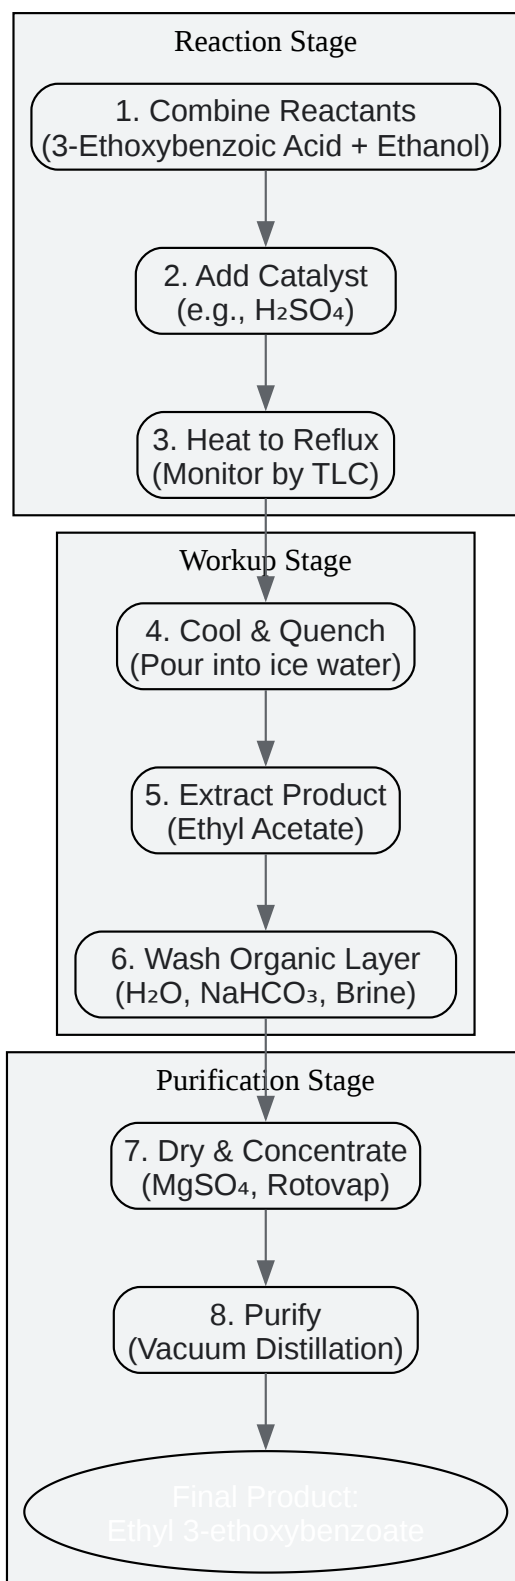 Reaction Stage
1. Combine Reactants
(3-Ethoxybenzoic Acid + Ethanol)
2. Add Catalyst
(e.g., H₂SO₄)
3. Heat to Reflux
(Monitor by TLC)
Workup Stage
4. Cool & Quench
(Pour into ice water)
5. Extract Product
(Ethyl Acetate)
6. Wash Organic Layer
(H₂O, NaHCO₃, Brine)
Purification Stage
7. Dry & Concentrate
(MgSO₄, Rotovap)
8. Purify
(Vacuum Distillation)
Final Product:
Ethyl 3-ethoxybenzoate